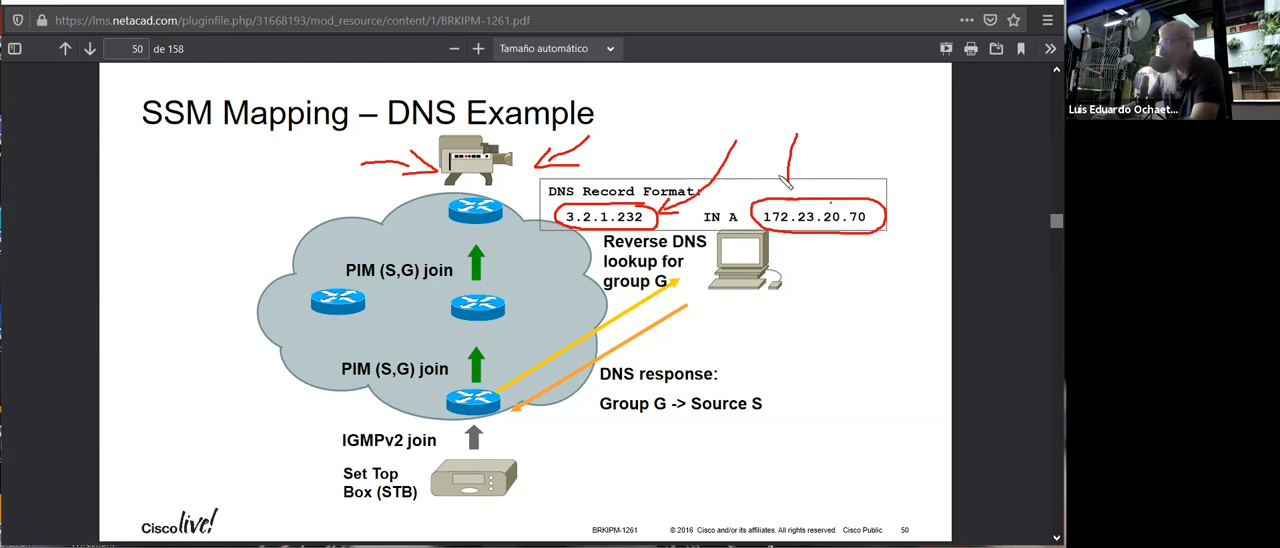 https://lms.netacad.com/pluginfile.php/31668193/mod_resource/content/1/BRKIPM-1261.pdf
50 de 158
Tamaño automático
Luis Eduardo Ochaet...
SSM Mapping – DNS Example
DNS Record Format:
3.2.1.232 IN A 172.23.20.70
Reverse DNS
lookup for
group G
PIM (S,G) join
PIM (S,G) join
DNS response:
Group G -> Source S
IGMPv2 join
Set Top
Box (STB)
Cisco live!
BRKIPM-1261 © 2016 Cisco and/or its affiliates. All rights reserved. Cisco Public 50